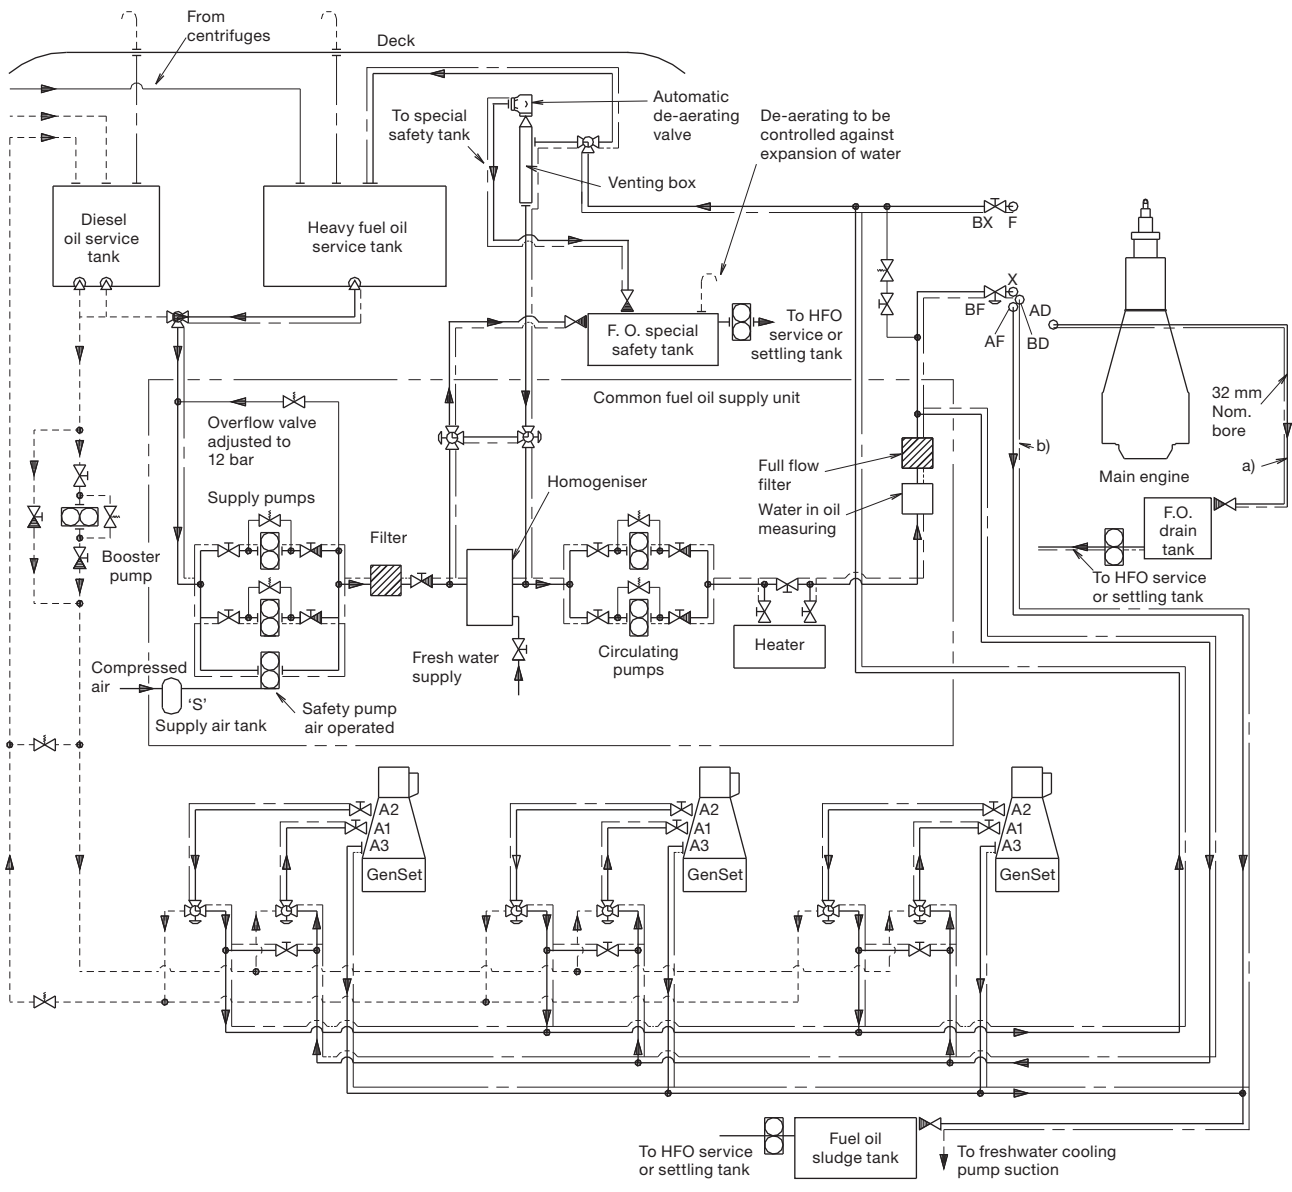 From
centrifuges
Deck
To special
safety tank
Automatic
de-aerating
valve
De-aerating to be
controlled against
expansion of water
Venting box
Diesel
oil service
tank
Heavy fuel oil
service tank
BX F
X
BF
AD
AF
BD
F. O. special
safety tank
To HFO
service or
settling tank
Common fuel oil supply unit
32 mm
Nom.
bore
Overflow valve
adjusted to
12 bar
b)
a)
Main engine
Full flow
filter
Water in oil
measuring
Homogeniser
Supply pumps
Filter
Booster
pump
F.O.
drain
tank
To HFO service
or settling tank
Compressed
air
'S'
Supply air tank
Safety pump
air operated
Fresh water
supply
Circulating
pumps
Heater
A2
A1
A3
GenSet
A2
A1
A3
GenSet
A2
A1
A3
GenSet
To HFO service
or settling tank
Fuel oil
sludge tank
To freshwater cooling
pump suction